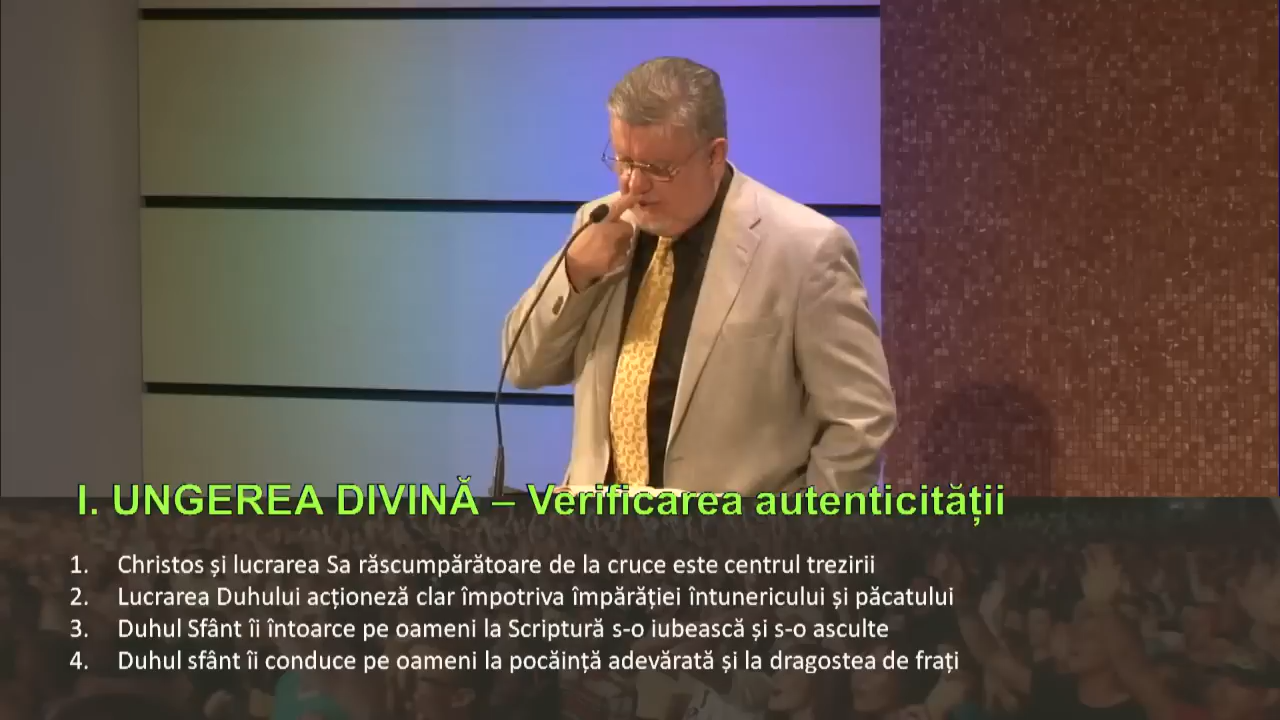 I. UNGEREA DIVINĂ – Verificarea autenticității
1. Christos și lucrarea Sa răscumpărătoare de la cruce este centrul trezirii
2. Lucrarea Duhului acționeză clar împotriva împărăției întunericului și păcatului
3. Duhul Sfânt îi întoarce pe oameni la Scriptură s-o iubească și s-o asculte
4. Duhul sfânt îi conduce pe oameni la pocăință adevărată și la dragostea de frați